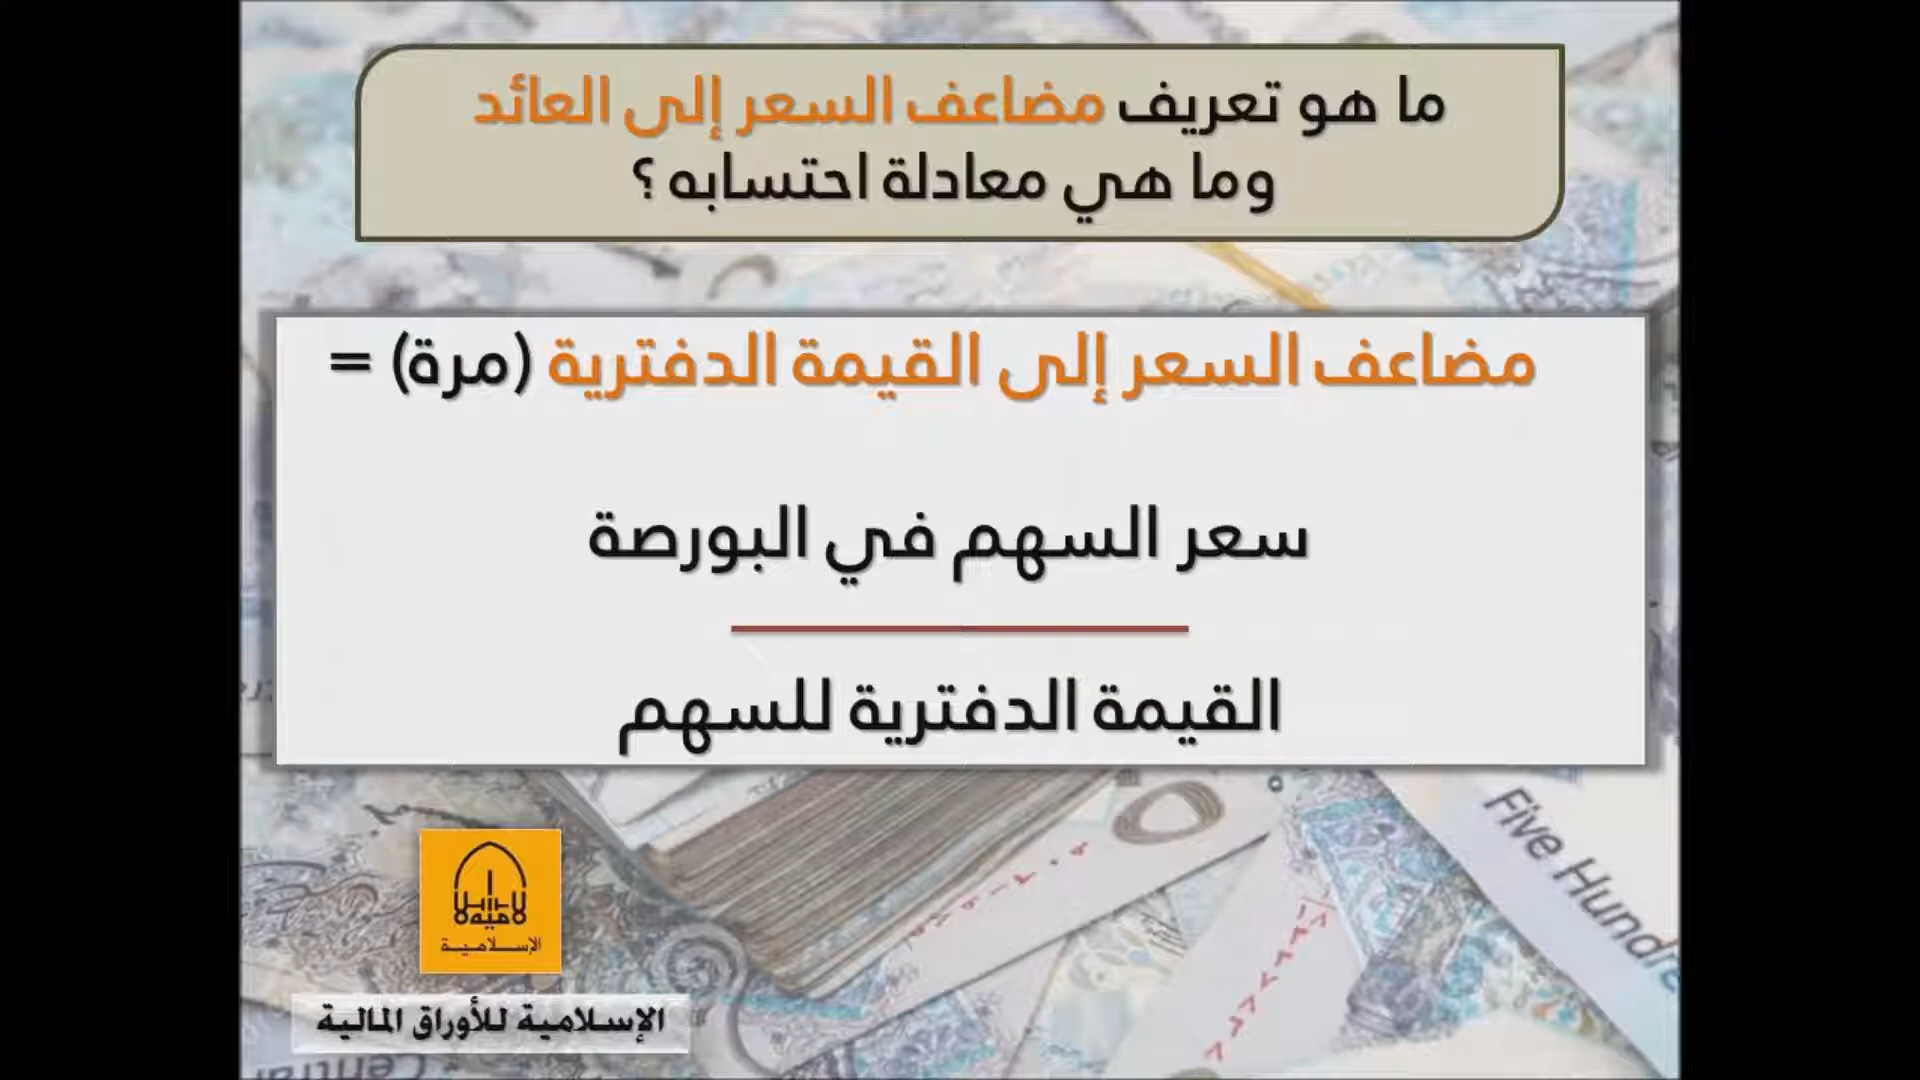 ما هو تعريف مضاعف السعر إلى العائد
وما هي معادلة احتسابه ؟
مضاعف السعر إلى القيمة الدفترية (مرة) =
سعر السهم في البورصة
القيمة الدفترية للسهم
Five Hundre
الإسلامية
الإسلامية للأوراق المالية
Central